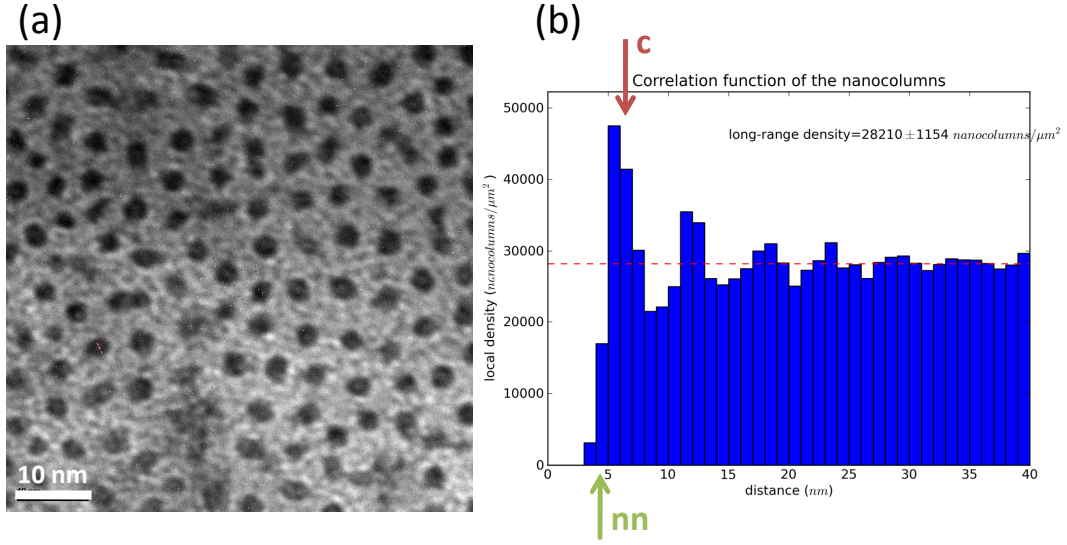 (a)
10 nm
(b)
c
Correlation function of the nanocolumns
long-range density=28210±1154 nanocolumns/μm²
local density (nanocolumns/μm²)
50000
40000
30000
20000
10000
0
0
5
10
15
20
25
30
35
40
distance (nm)
nn